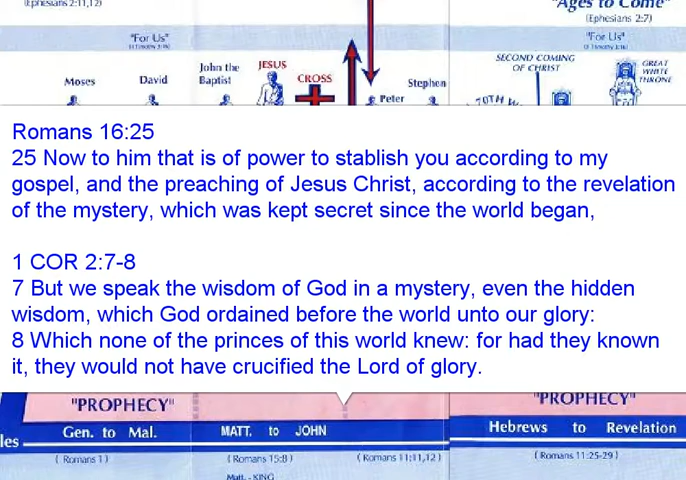 (Ephesians 2:11,12)
"Ages to Come"
(Ephesians 2:7)
"For Us"
"For Us"
SECOND COMING
OF CHRIST
GREAT
WHITE
THRONE
Moses
David
John the
Baptist
JESUS
CROSS
Peter
Stephen
70TH
Romans 16:25
25 Now to him that is of power to stablish you according to my
gospel, and the preaching of Jesus Christ, according to the revelation
of the mystery, which was kept secret since the world began,
1 COR 2:7-8
7 But we speak the wisdom of God in a mystery, even the hidden
wisdom, which God ordained before the world unto our glory:
8 Which none of the princes of this world knew: for had they known
it, they would not have crucified the Lord of glory.
"PROPHECY"
"PROPHECY"
les
Gen. to Mal.
MATT. to JOHN
Hebrews to Revelation
( Romans 1 )
( Romans 15:8 )
( Romans 11:11,12 )
( Romans 11:25-29 )
Matt. - KING